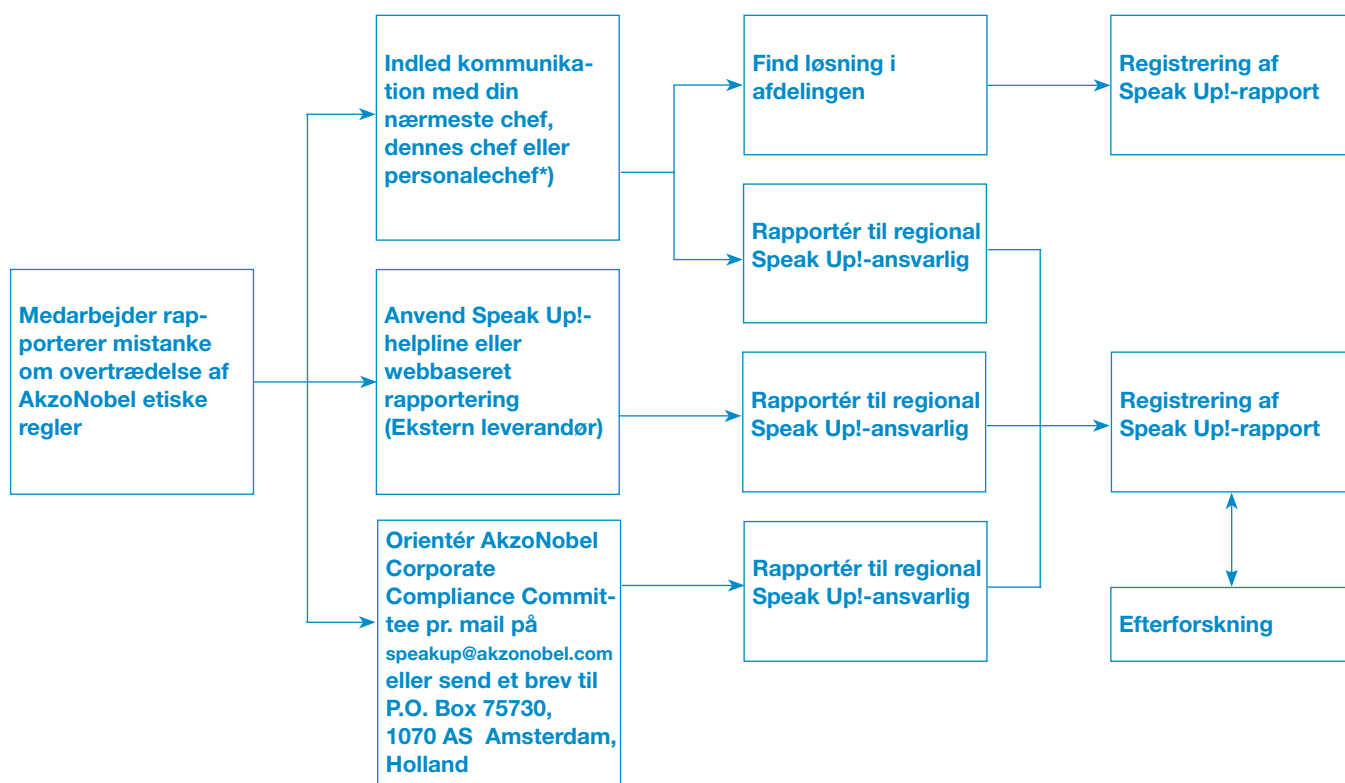 Medarbejder rap-
porterer mistanke
om overtrædelse af
AkzoNobel etiske
regler
Indled kommunika-
tion med din
nærmeste chef,
dennes chef eller
personalechef*)
Find løsning i
afdelingen
Registrering af
Speak Up!-rapport
Rapportér til regional
Speak Up!-ansvarlig
Anvend Speak Up!-
helpline eller
webbaseret
rapportering
(Ekstern leverandør)
Rapportér til regional
Speak Up!-ansvarlig
Registrering af
Speak Up!-rapport
Orientér AkzoNobel
Corporate
Compliance Commit-
tee pr. mail på
speakup@akzonobel.com
eller send et brev til
P.O. Box 75730,
1070 AS Amsterdam,
Holland
Rapportér til regional
Speak Up!-ansvarlig
Efterforskning